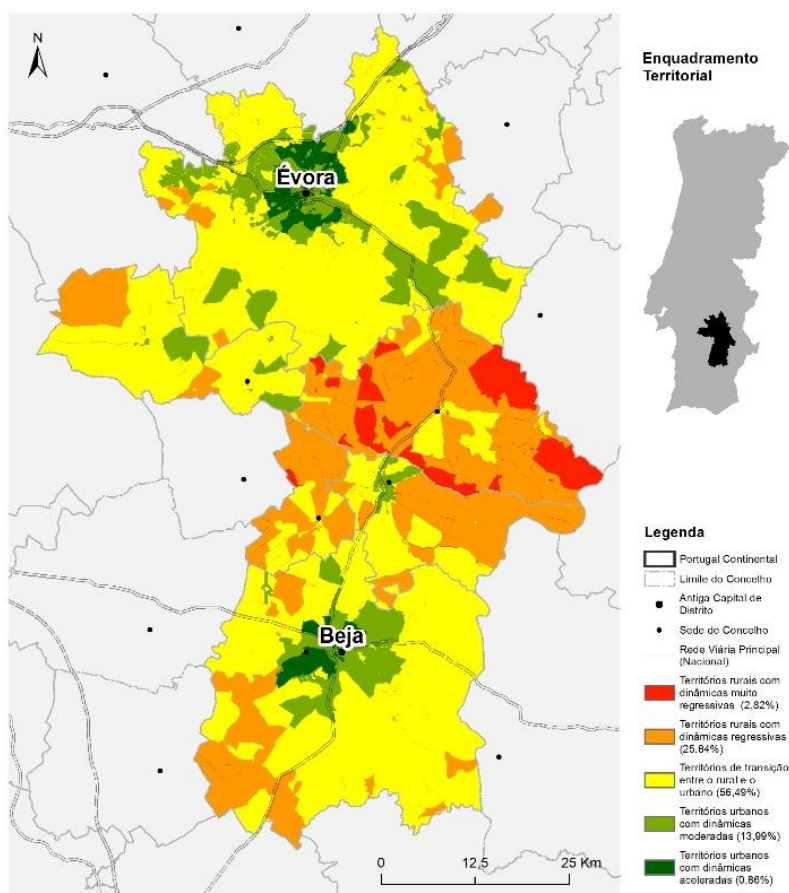 N
Évora
Beja
0 12,5 25 Km
Enquadramento
Territorial
Legenda
Portugal Continental
Limite do Concelho
Antiga Capital de
Distrito
Sede de Concelho
Rede Viária Principal
(Nacional)
Territórios rurais com
dinâmicas muito
regressivas (2,82%)
Territórios rurais com
dinâmicas regressivas
(25,84%)
Territórios de transição
entre o rural e o
urbano (56,49%)
Territórios urbanos
com dinâmicas
moderadas (13,99%)
Territórios urbanos
com dinâmicas
aceleradas (0,86%)